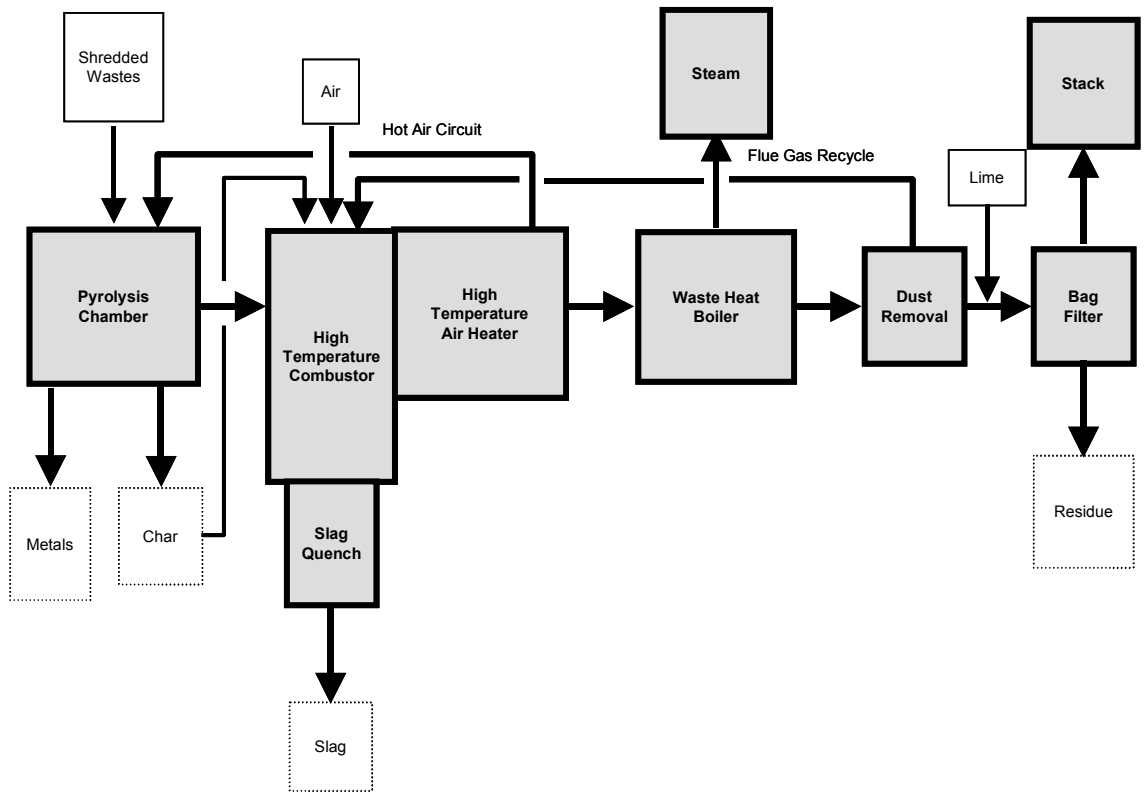 Shredded
Wastes
Air
Steam
Stack
Hot Air Circuit
Flue Gas Recycle
Lime
Pyrolysis
Chamber
High
Temperature
Combustor
High
Temperature
Air Heater
Waste Heat
Boiler
Dust
Removal
Bag
Filter
Metals
Char
Slag
Quench
Residue
Slag